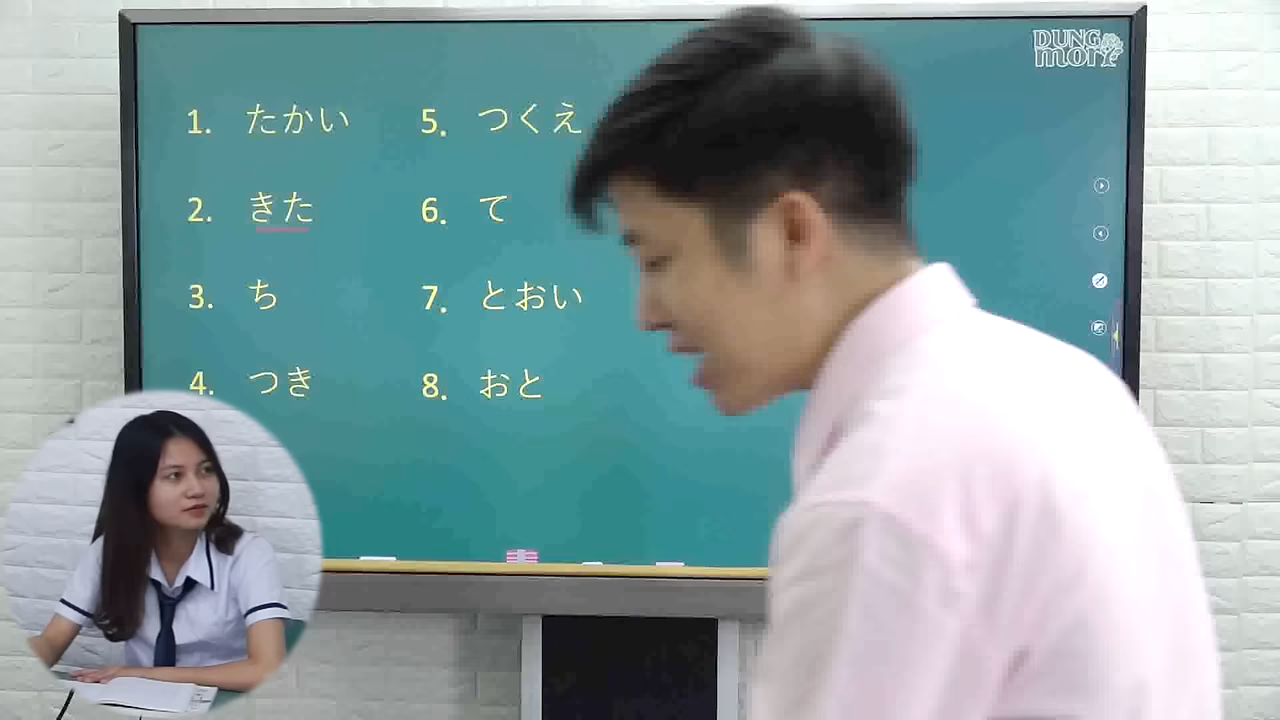 DUNG
mori
1. たかい
2. きた
3. ち
4. つき
5. つくえ
6. て
7. とおい
8. おと